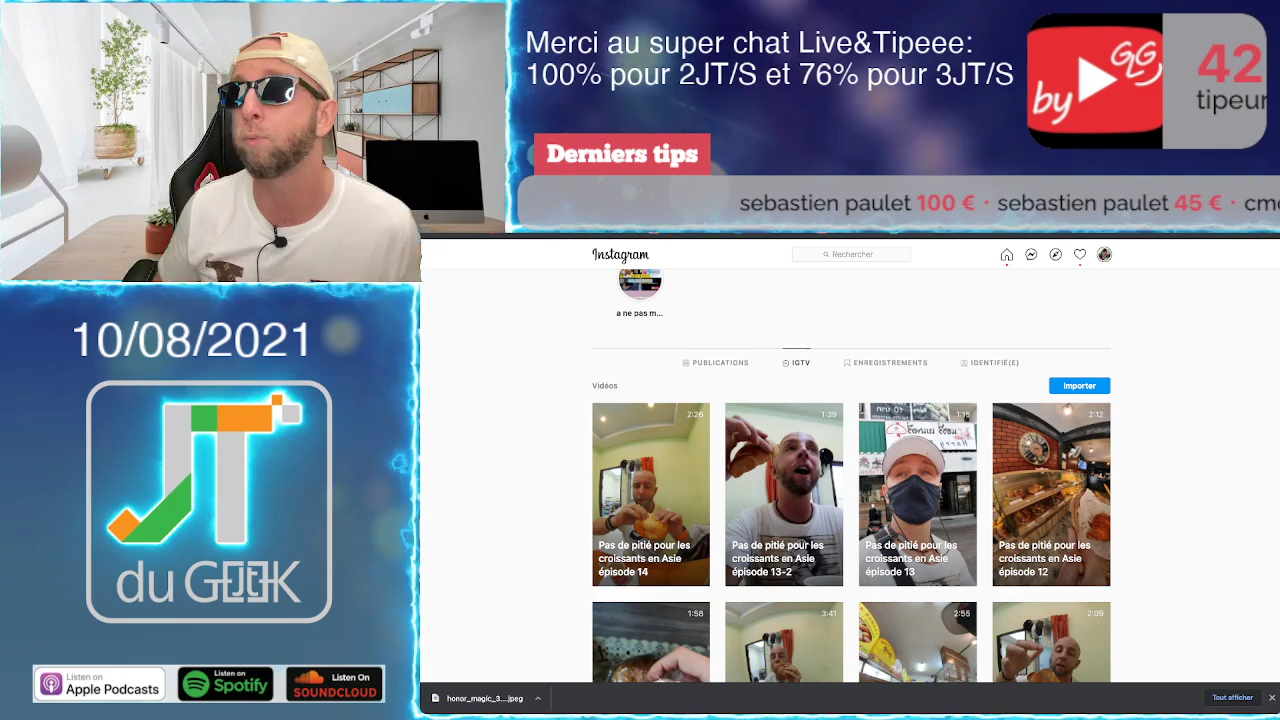 Merci au super chat Live&Tipeee:
100% pour 2JT/S et 76% pour 3JT/S
by GLG
42
tipeur
Derniers tips
sebastien paulet 100 € · sebastien paulet 45 € ·
Instagram
Rechercher
a ne pas m...
PUBLICATIONS
IGTV
ENREGISTREMENTS
IDENTIFIÉ(E)
Vidéos
Importer
2:26
Pas de pitié pour les
croissants en Asie
épisode 14
1:39
Pas de pitié pour les
croissants en Asie
épisode 13-2
1:15
Pas de pitié pour les
croissants en Asie
épisode 13
2:12
Pas de pitié pour les
croissants en Asie
épisode 12
1:58
3:41
2:55
2:09
honor_magic_3....jpeg
Tout afficher
10/08/2021
JT
du GEEK
Listen on
Apple Podcasts
Listen on
Spotify
Listen On
SOUNDCLOUD